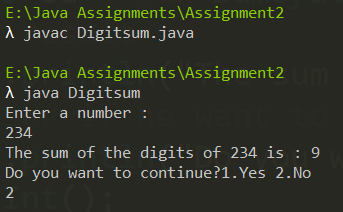 E:\Java Assignments\Assignment2
λ javac Digitsum.java
E:\Java Assignments\Assignment2
λ java Digitsum
Enter a number :
234
The sum of the digits of 234 is : 9
Do you want to continue?1.Yes 2.No
2